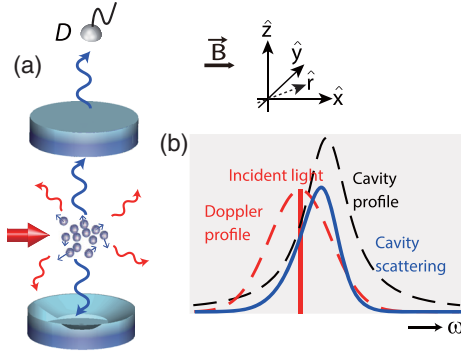 D
(a)
B
ẑ
ŷ
r̂
x̂
(b)
Incident light
Doppler
profile
Cavity
profile
Cavity
scattering
ω